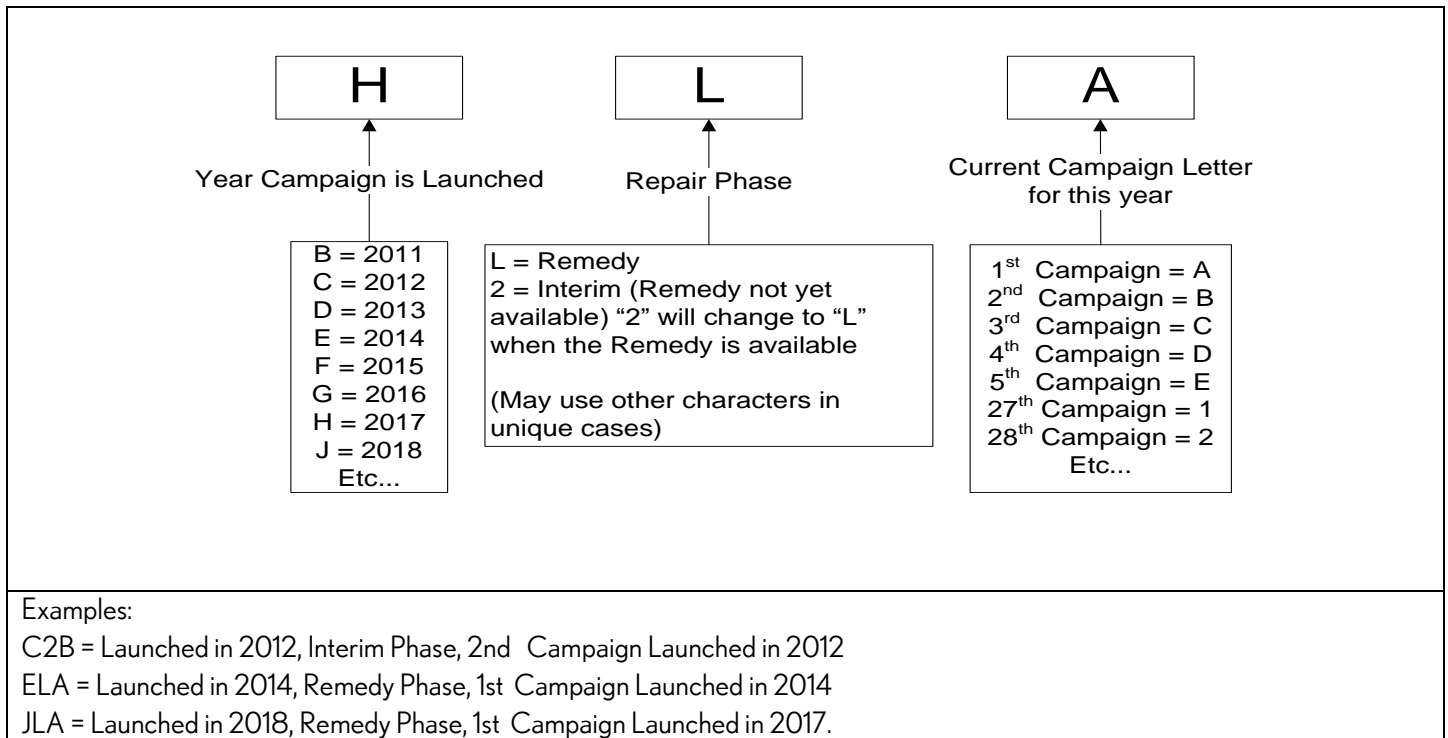 H
L
A
Year Campaign is Launched
Repair Phase
Current Campaign Letter
for this year
B = 2011
C = 2012
D = 2013
E = 2014
F = 2015
G = 2016
H = 2017
J = 2018
Etc...
L = Remedy
2 = Interim (Remedy not yet
available) “2” will change to “L”
when the Remedy is available
(May use other characters in
unique cases)
1st Campaign = A
2nd Campaign = B
3rd Campaign = C
4th Campaign = D
5th Campaign = E
27th Campaign = 1
28th Campaign = 2
Etc...
Examples:
C2B = Launched in 2012, Interim Phase, 2nd Campaign Launched in 2012
ELA = Launched in 2014, Remedy Phase, 1st Campaign Launched in 2014
JLA = Launched in 2018, Remedy Phase, 1st Campaign Launched in 2017.